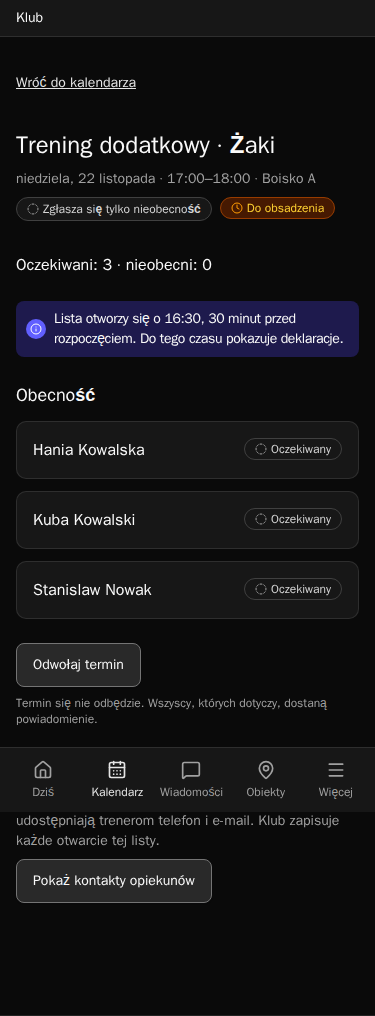 Klub
Wróć do kalendarza
Trening dodatkowy · Żaki
niedziela, 22 listopada · 17:00–18:00 · Boisko A
Zgłasza się tylko nieobecność
Do obsadzenia
Oczekiwani: 3 · nieobecni: 0
Lista otworzy się o 16:30, 30 minut przed
rozpoczęciem. Do tego czasu pokazuje deklaracje.
Obecność
Hania Kowalska
Oczekiwany
Kuba Kowalski
Oczekiwany
Stanislaw Nowak
Oczekiwany
Odwołaj termin
Termin się nie odbędzie. Wszyscy, których dotyczy, dostaną
powiadomienie.
Dziś
Kalendarz
Wiadomości
Obiekty
Więcej
udostępniają trenerom telefon i e-mail. Klub zapisuje
każde otwarcie tej listy.
Pokaż kontakty opiekunów